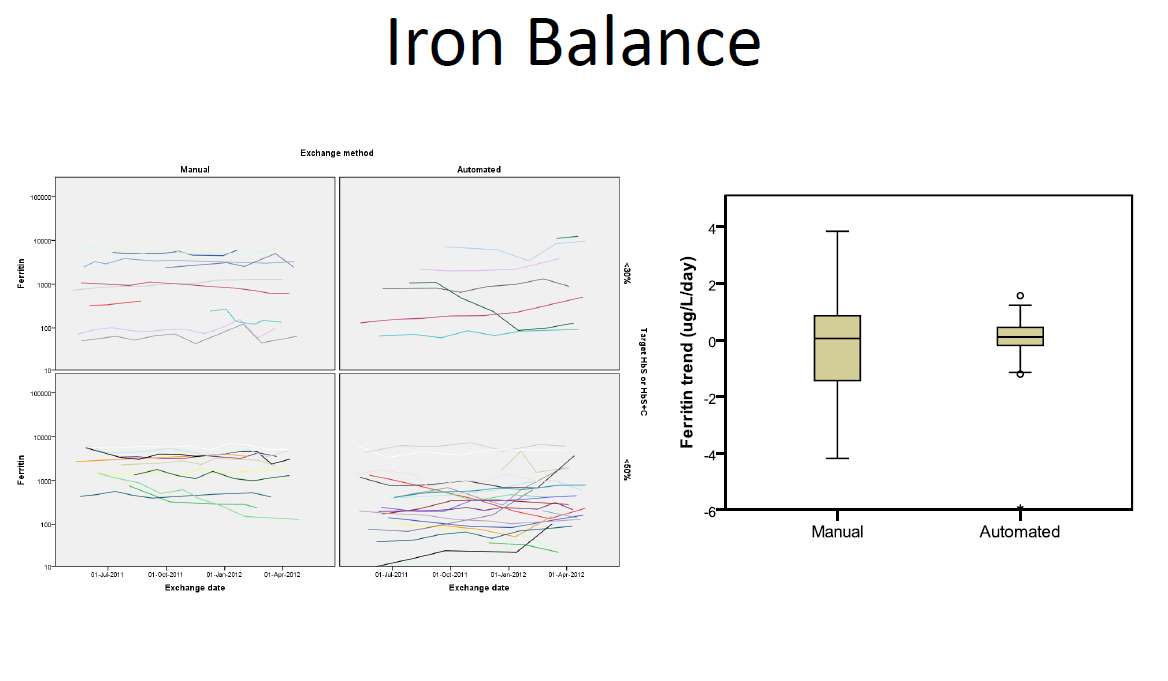 Iron Balance
Exchange method
Manual
Automated
Ferritin
100000
10000
1000
100
10
<30%
Ferritin
100000
10000
1000
100
10
<60%
Target HbS or HbS+C
01-Jul-2011
01-Oct-2011
01-Jan-2012
01-Apr-2012
01-Jul-2011
01-Oct-2011
01-Jan-2012
01-Apr-2012
Exchange date
Exchange date
Ferritin trend (ug/L/day)
4
2
0
-2
-4
-6
Manual
Automated